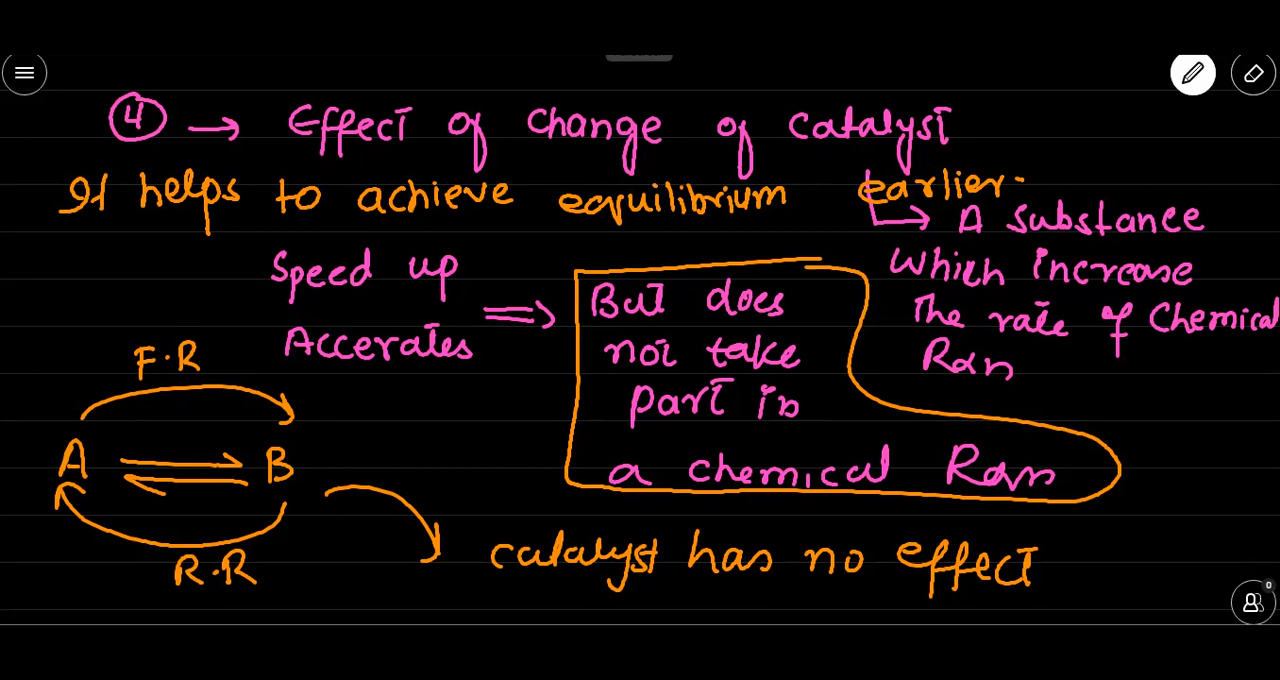 4 → Effect of change of catalyst
It helps to achieve equilibrium earlier.
→ A substance
which increase
The rate of chemical
Rxn
Speed up
Accerates
⇒ But does
not take
part in
a chemical Rxn
F.R
A ⇌ B
R.R
catalyst has no effect
0